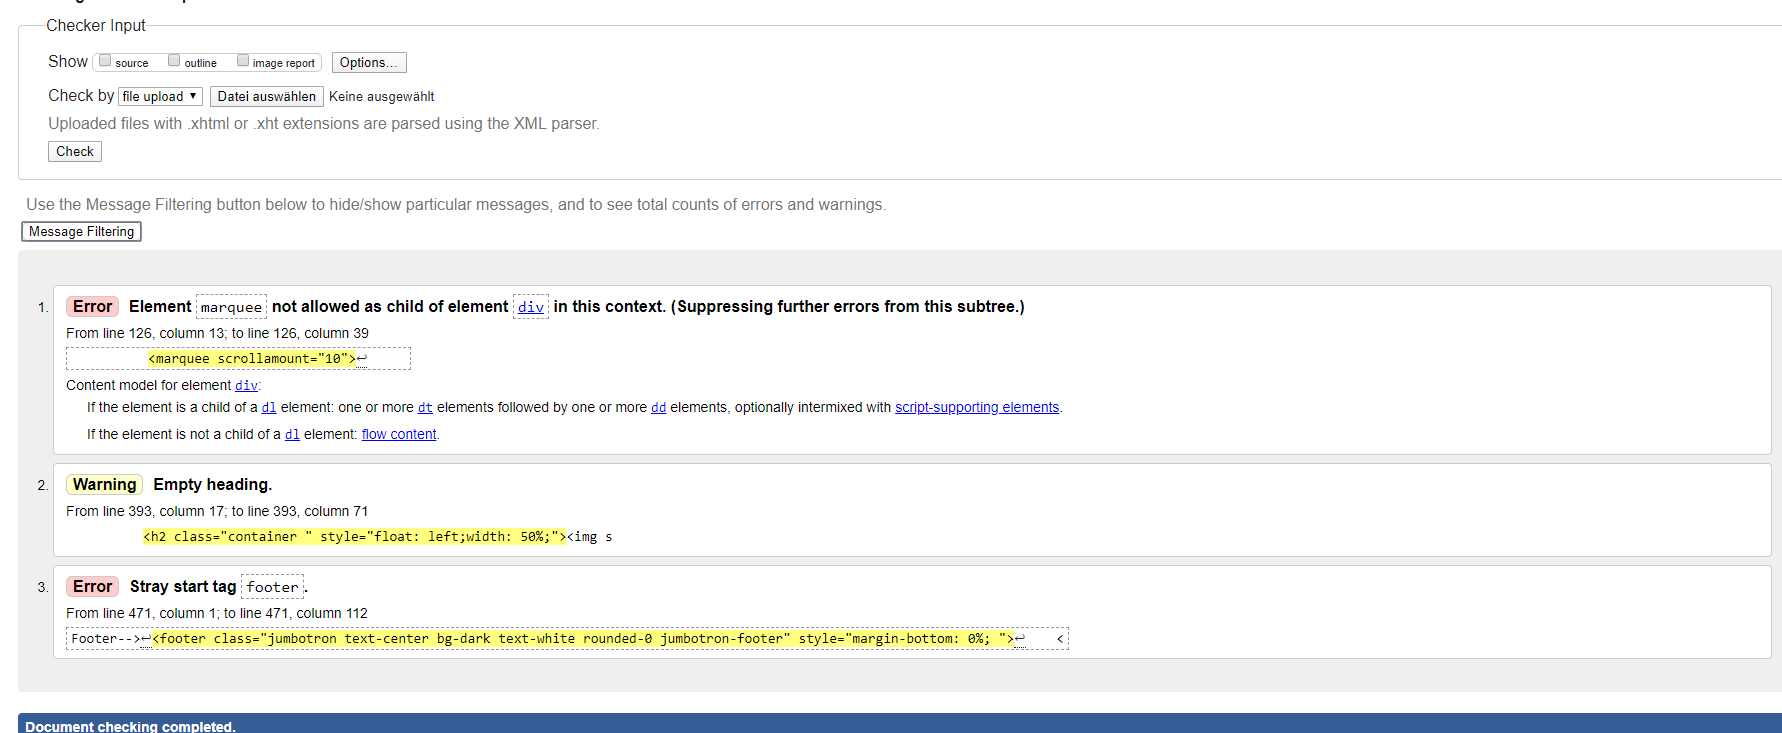 Checker Input
Show source outline image report Options...
Check by file upload ▼ Datei auswählen Keine ausgewählt
Uploaded files with .xhtml or .xht extensions are parsed using the XML parser.
Check
Use the Message Filtering button below to hide/show particular messages, and to see total counts of errors and warnings.
Message Filtering
1. Error Element marquee not allowed as child of element div in this context. (Suppressing further errors from this subtree.)
From line 126, column 13; to line 126, column 39
<marquee scrollamount="10">↩
Content model for element div:
If the element is a child of a dl element: one or more dt elements followed by one or more dd elements, optionally intermixed with script-supporting elements.
If the element is not a child of a dl element: flow content.
2. Warning Empty heading.
From line 393, column 17; to line 393, column 71
<h2 class="container " style="float: left;width: 50%;"><img s
3. Error Stray start tag footer.
From line 471, column 1; to line 471, column 112
Footer-->↩<footer class="jumbotron text-center bg-dark text-white rounded-0 jumbotron-footer" style="margin-bottom: 0%; ">↩ <
Document checking completed.